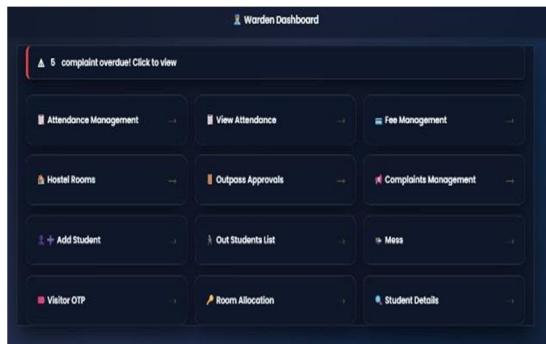 Warden Dashboard
5 complaint overdue! Click to view
Attendance Management →
View Attendance →
Fee Management →
Hostel Rooms →
Outpass Approvals →
Complaints Management →
Add Student →
Out Students List →
Mess →
Visitor OTP →
Room Allocation →
Student Details →